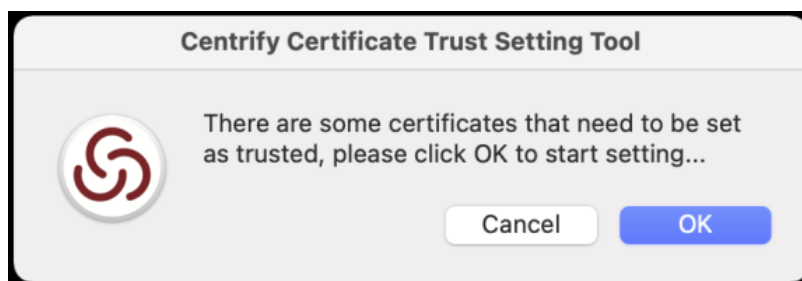 Centrify Certificate Trust Setting Tool
There are some certificates that need to be set
as trusted, please click OK to start setting...
Cancel
OK